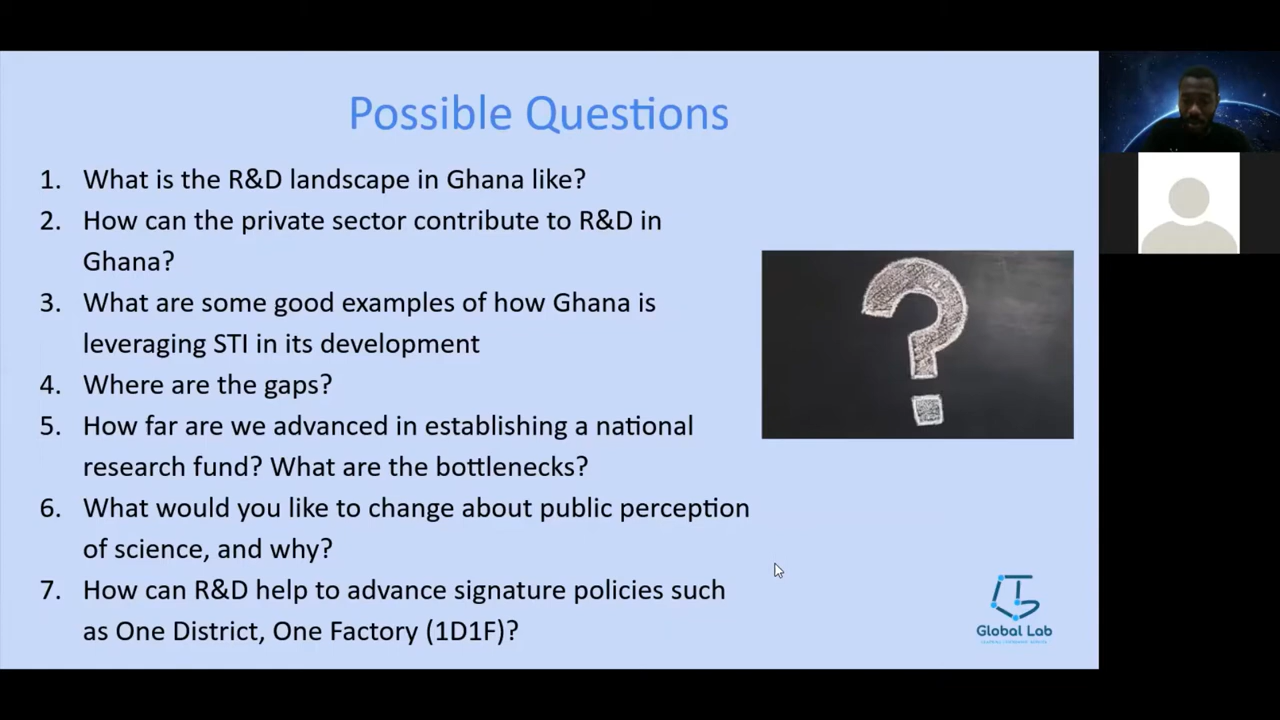 Possible Questions
1. What is the R&D landscape in Ghana like?
2. How can the private sector contribute to R&D in
Ghana?
3. What are some good examples of how Ghana is
leveraging STI in its development
4. Where are the gaps?
5. How far are we advanced in establishing a national
research fund? What are the bottlenecks?
6. What would you like to change about public perception
of science, and why?
7. How can R&D help to advance signature policies such
as One District, One Factory (1D1F)?
Global Lab